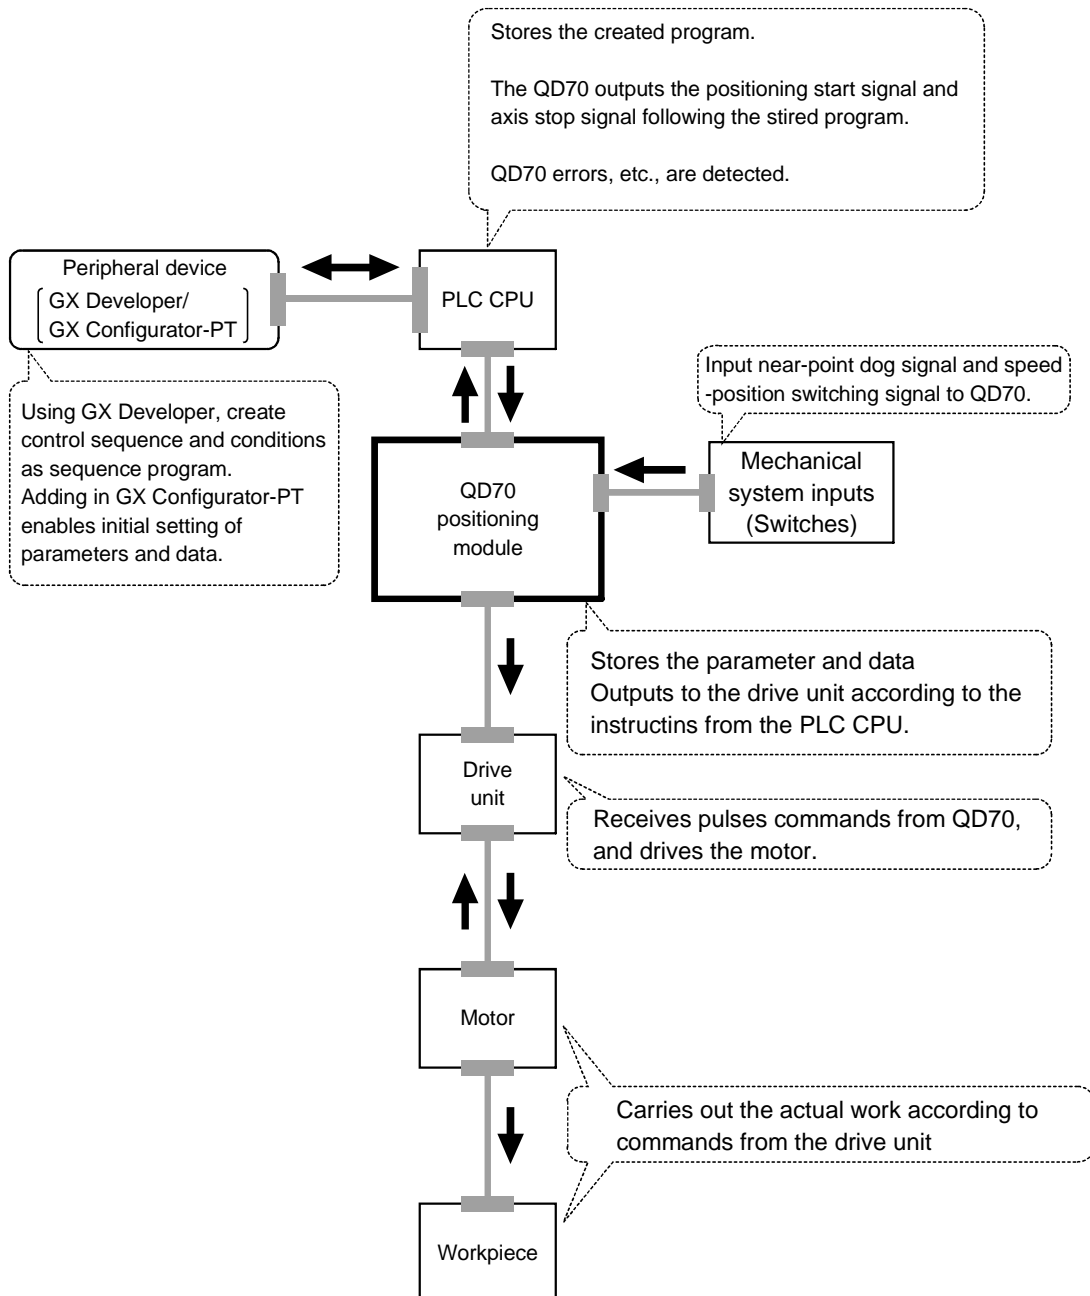 Stores the created program.
The QD70 outputs the positioning start signal and
axis stop signal following the stired program.
QD70 errors, etc., are detected.
Peripheral device
GX Developer/
GX Configurator-PT
PLC CPU
Using GX Developer, create
control sequence and conditions
as sequence program.
Adding in GX Configurator-PT
enables initial setting of
parameters and data.
Input near-point dog signal and speed
-position switching signal to QD70.
QD70
positioning
module
Mechanical
system inputs
(Switches)
Stores the parameter and data
Outputs to the drive unit according to the
instructins from the PLC CPU.
Drive
unit
Receives pulses commands from QD70,
and drives the motor.
Motor
Carries out the actual work according to
commands from the drive unit
Workpiece